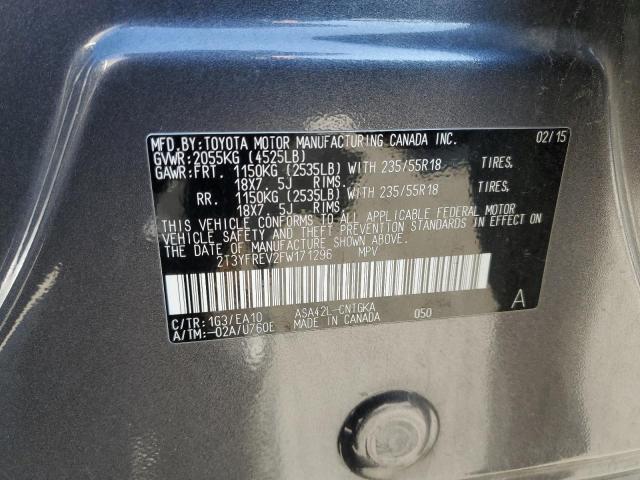 MFD. BY: TOYOTA MOTOR MANUFACTURING CANADA INC. 02/15
GVWR: 2055KG (4525LB)
GAWR: FRT. 1150KG (2535LB) WITH 235/55R18 TIRES.
18X7. 5J RIMS.
RR. 1150KG (2535LB) WITH 235/55R18 TIRES.
18X7. 5J RIMS.
THIS VEHICLE CONFORMS TO ALL APPLICABLE FEDERAL MOTOR
VEHICLE SAFETY AND THEFT PREVENTION STANDARDS IN EFFECT ON
THE DATE OF MANUFACTURE SHOWN ABOVE.
2T3YFREV2FW171296 MPV
C/TR: 1G3/EA10 ASA42L-CNTGKA A
A/TM:-02A/U760E MADE IN CANADA 050